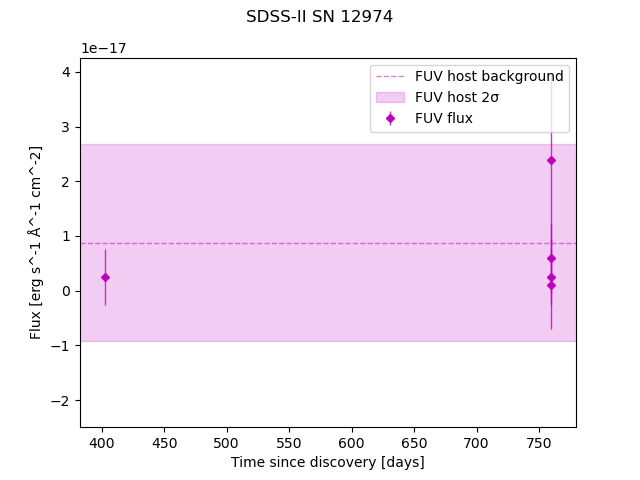 SDSS-II SN 12974
1e−17
FUV host background
FUV host 2σ
FUV flux
4
3
2
1
0
−1
−2
Flux [erg s^-1 Å^-1 cm^-2]
400
450
500
550
600
650
700
750
Time since discovery [days]